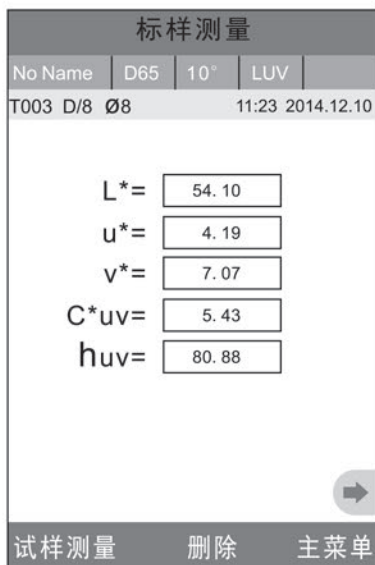 标样测量
No Name D65 10° LUV
T003 D/8 Ø8 11:23 2014.12.10
L*= 54.10
u*= 4.19
v*= 7.07
C*uv= 5.43
huv= 80.88
试样测量 删除 主菜单